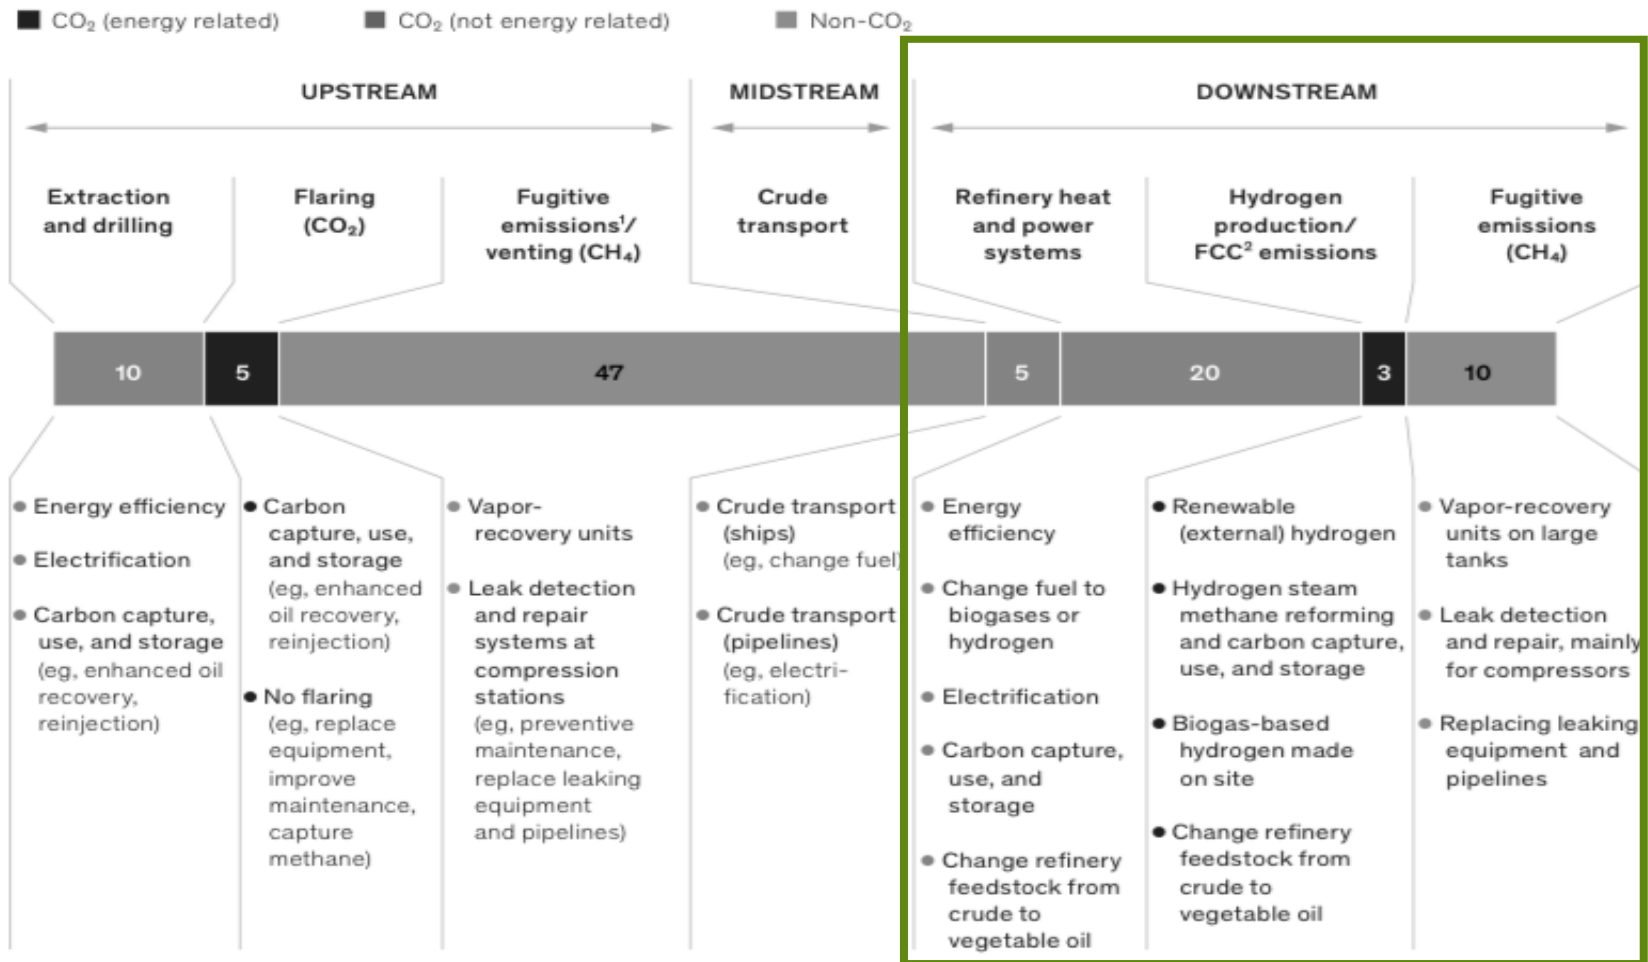 CO₂ (energy related)
CO₂ (not energy related)
Non-CO₂
UPSTREAM
MIDSTREAM
DOWNSTREAM
Extraction
and drilling
Flaring
(CO₂)
Fugitive
emissions¹/
venting (CH₄)
Crude
transport
Refinery heat
and power
systems
Hydrogen
production/
FCC² emissions
Fugitive
emissions
(CH₄)
10
5
47
5
20
3
10
Energy efficiency
Electrification
Carbon capture,
use, and storage
(eg, enhanced oil
recovery,
reinjection)
Carbon
capture, use,
and storage
(eg, enhanced
oil recovery,
reinjection)
No flaring
(eg, replace
equipment,
improve
maintenance,
capture
methane)
Vapor-
recovery units
Leak detection
and repair
systems at
compression
stations
(eg, preventive
maintenance,
replace leaking
equipment
and pipelines)
Crude transport
(ships)
(eg, change fuel)
Crude transport
(pipelines)
(eg, electri-
fication)
Energy
efficiency
Change fuel to
biogases or
hydrogen
Electrification
Carbon capture,
use, and
storage
Change refinery
feedstock from
crude to
vegetable oil
Renewable
(external) hydrogen
Hydrogen steam
methane reforming
and carbon capture,
use, and storage
Biogas-based
hydrogen made
on site
Change refinery
feedstock from
crude to
vegetable oil
Vapor-recovery
units on large
tanks
Leak detection
and repair, mainly
for compressors
Replacing leaking
equipment and
pipelines